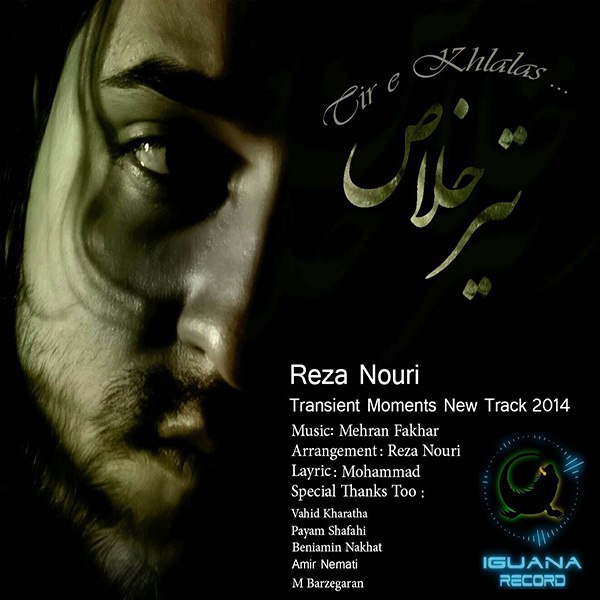 Tir e Khlalas ...
تیر خلاص
Reza Nouri
Transient Moments New Track 2014
Music: Mehran Fakhar
Arrangement: Reza Nouri
Layric: Mohammad
Special Thanks Too :
Vahid Kharatha
Payam Shafahi
Beniamin Nakhat
Amir Nemati
M Barzegaran
IGUANA
RECORD